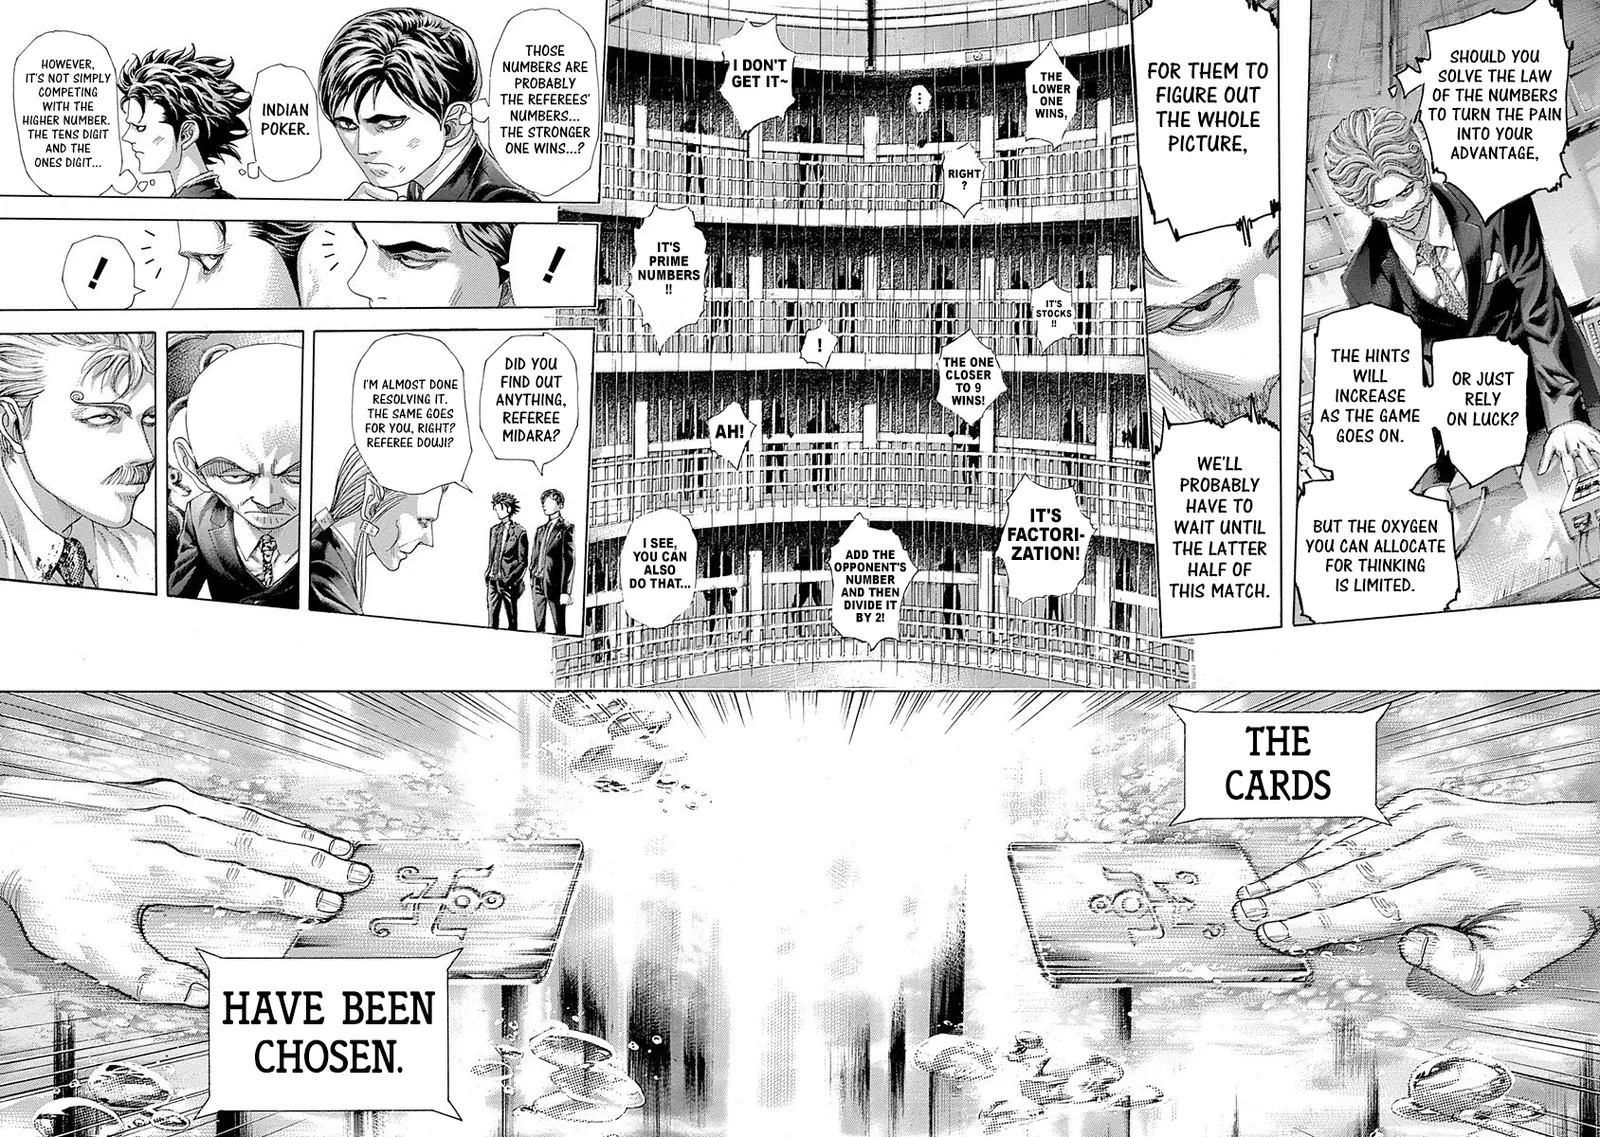 SHOULD YOU
SOLVE THE LAW
OF THE NUMBERS
TO TURN THE PAIN
INTO YOUR
ADVANTAGE,
OR JUST
RELY
ON LUCK?
THE HINTS
WILL
INCREASE
AS THE GAME
GOES ON.
BUT THE OXYGEN
YOU CAN ALLOCATE
FOR THINKING
IS LIMITED.
FOR THEM TO
FIGURE OUT
THE WHOLE
PICTURE,
WE'LL
PROBABLY
HAVE TO
WAIT UNTIL
THE LATTER
HALF OF
THIS MATCH.
THE
LOWER
ONE
WINS,
RIGHT
?
...
I DON'T
GET IT~
IT'S
STOCKS
!!
IT'S
PRIME
NUMBERS
!!
!
THE ONE
CLOSER
TO 9
WINS!
AH!
IT'S
FACTORI-
ZATION!
ADD THE
OPPONENT'S
NUMBER
AND THEN
DIVIDE IT
BY 2!
I SEE,
YOU CAN
ALSO
DO THAT...
THOSE
NUMBERS ARE
PROBABLY
THE REFEREES'
NUMBERS...
THE STRONGER
ONE WINS...?
INDIAN
POKER.
HOWEVER,
IT'S NOT SIMPLY
COMPETING
WITH THE
HIGHER NUMBER.
THE TENS DIGIT
AND THE
ONES DIGIT...
!
!
DID YOU
FIND OUT
ANYTHING,
REFEREE
MIDARA?
I'M ALMOST DONE
RESOLVING IT.
THE SAME GOES
FOR YOU, RIGHT?
REFEREE DOUJI?
THE
CARDS
HAVE BEEN
CHOSEN.